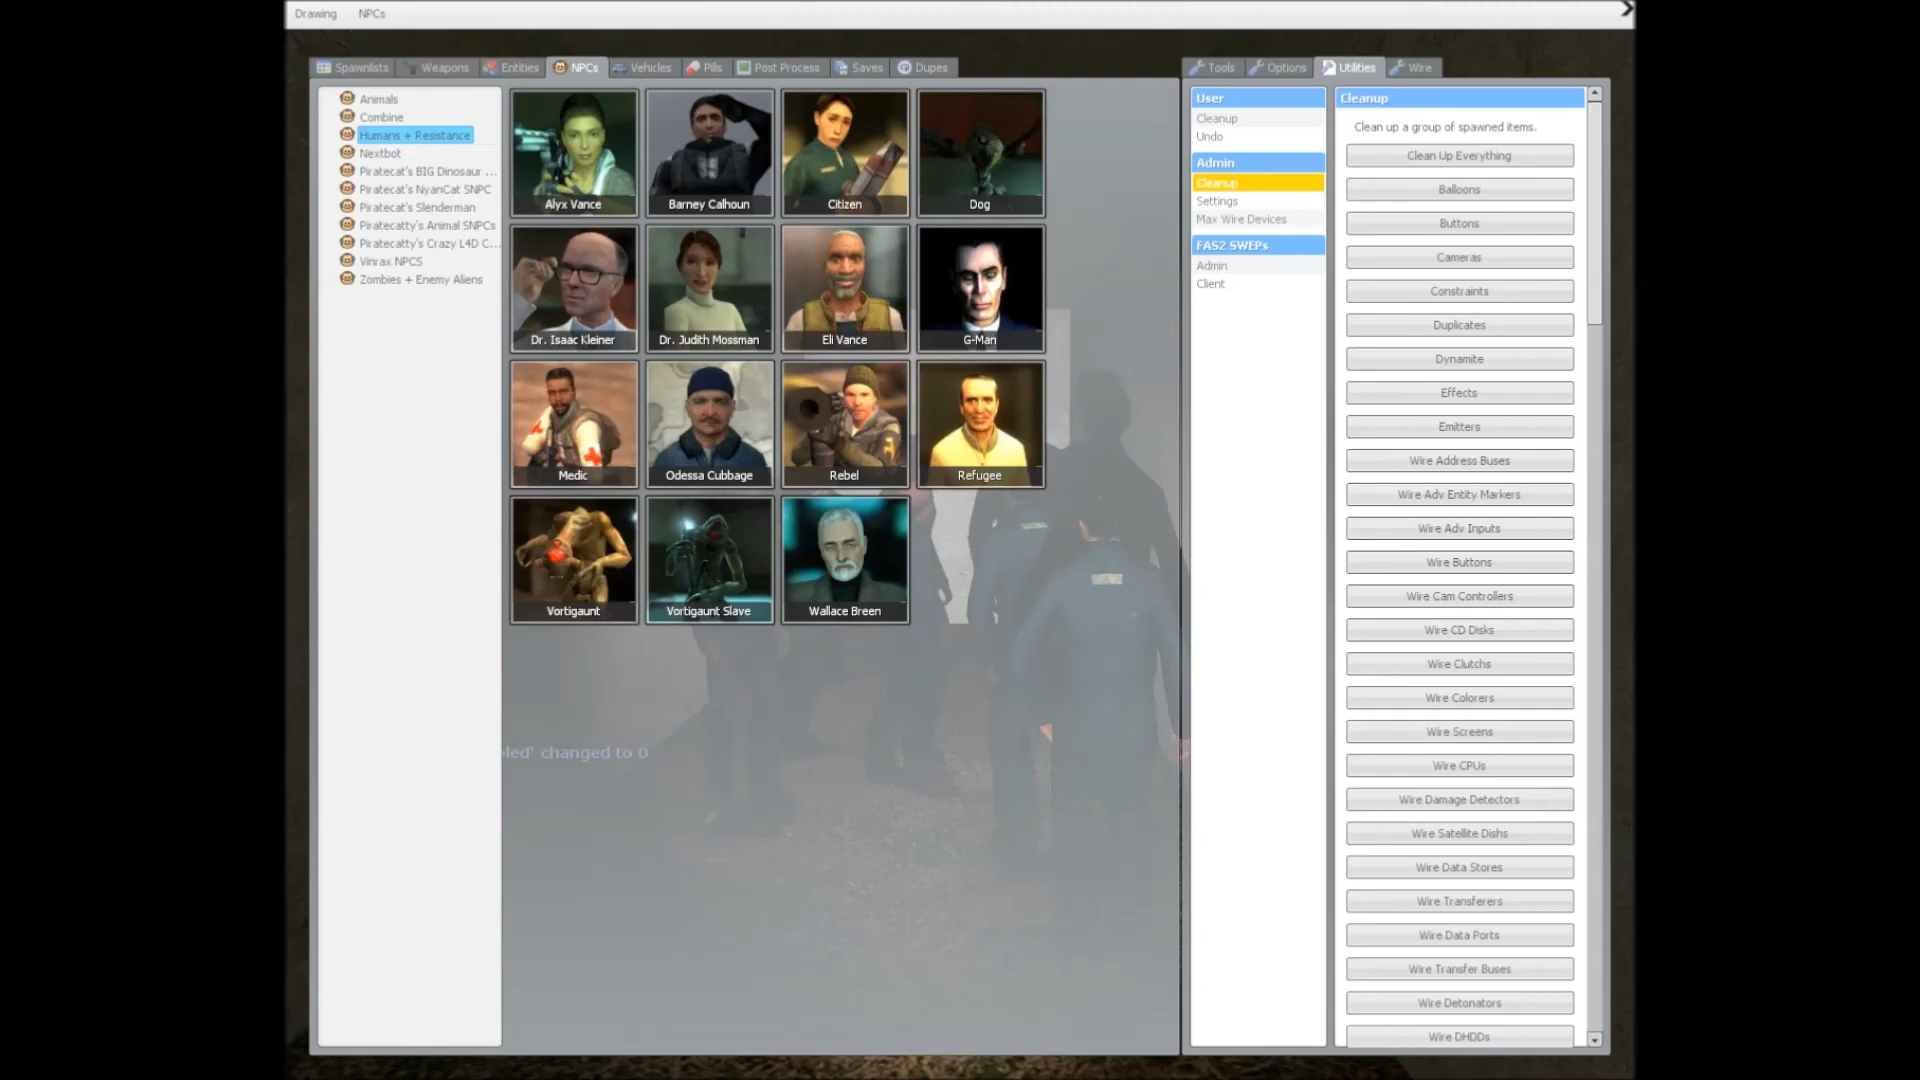 Drawing NPCs
Spawnlists Weapons Entities NPCs Vehicles Pills Post Process Saves Dupes
Animals
Combine
Humans + Resistance
Nextbot
Piratecat's BIG Dinosaur ...
Piratecat's NyanCat SNPC
Piratecat's Slenderman
Piratecatty's Animal SNPCs
Piratecatty's Crazy L4D C...
Vinrax NPCS
Zombies + Enemy Aliens
Alyx Vance
Barney Calhoun
Citizen
Dog
Dr. Isaac Kleiner
Dr. Judith Mossman
Eli Vance
G-Man
Medic
Odessa Cubbage
Rebel
Refugee
Vortigaunt
Vortigaunt Slave
Wallace Breen
changed to 0
Tools Options Utilities Wire
User
Cleanup
Undo
Admin
Cleanup
Settings
Max Wire Devices
FAS2 SWEPs
Admin
Client
Cleanup
Clean up a group of spawned items.
Clean Up Everything
Balloons
Buttons
Cameras
Constraints
Duplicates
Dynamite
Effects
Emitters
Wire Address Buses
Wire Adv Entity Markers
Wire Adv Inputs
Wire Buttons
Wire Cam Controllers
Wire CD Disks
Wire Clutchs
Wire Colorers
Wire Screens
Wire CPUs
Wire Damage Detectors
Wire Satellite Dishs
Wire Data Stores
Wire Transferers
Wire Data Ports
Wire Transfer Buses
Wire Detonators
Wire DHDDs